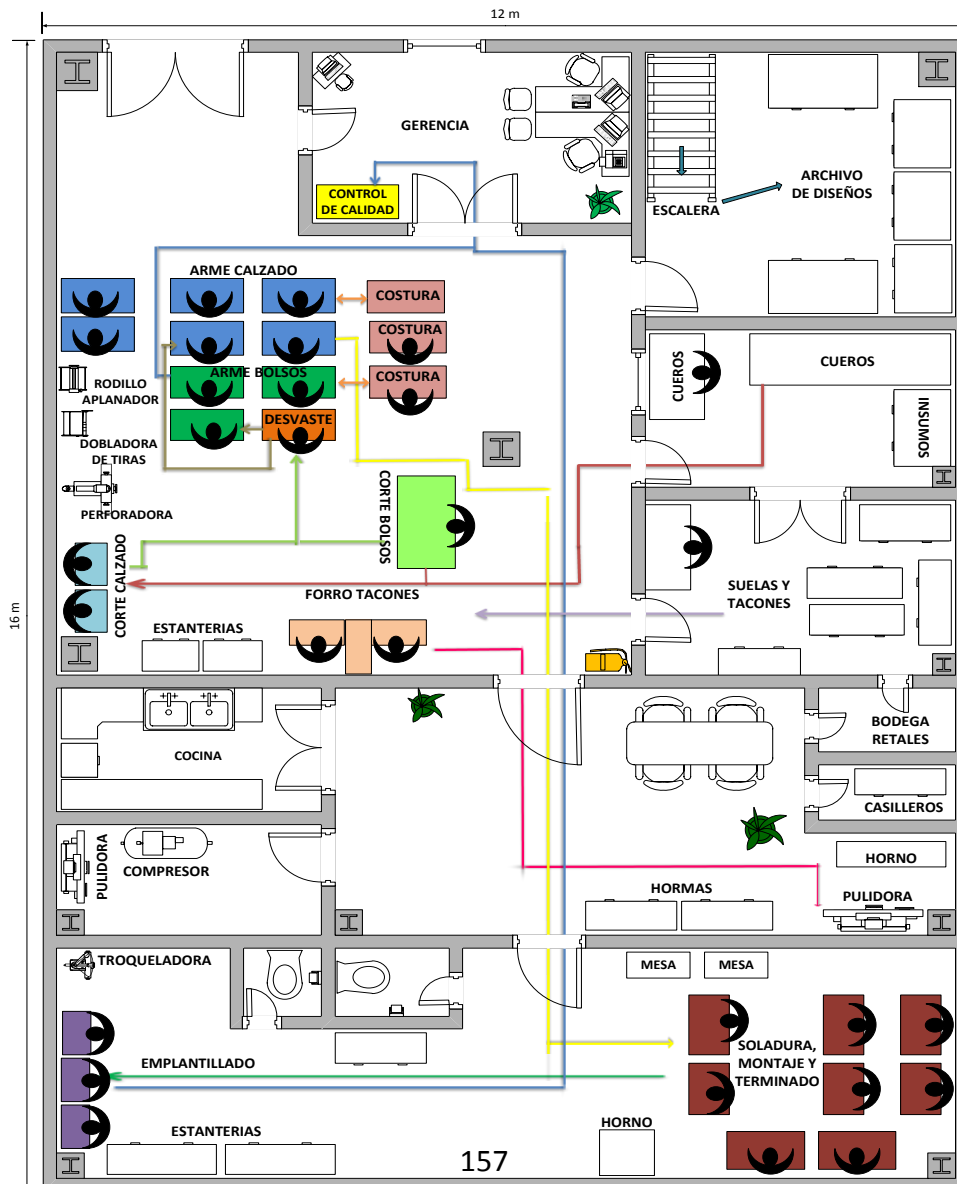 12 m
16 m
GERENCIA
CONTROL
DE CALIDAD
ESCALERA
ARCHIVO
DE DISEÑOS
ARME CALZADO
COSTURA
COSTURA
ARME BOLSOS
COSTURA
DESVASTE
RODILLO
APLANADOR
DOBLADORA
DE TIRAS
PERFORADORA
CUEROS
CUEROS
INSUMOS
CORTE BOLSOS
CORTE CALZADO
FORRO TACONES
ESTANTERIAS
SUELAS Y
TACONES
COCINA
BODEGA
RETALES
CASILLEROS
PULIDORA
COMPRESOR
HORNO
HORMAS
PULIDORA
TROQUELADORA
MESA
MESA
SOLADURA,
MONTAJE Y
TERMINADO
EMPLANTILLADO
ESTANTERIAS
HORNO
157